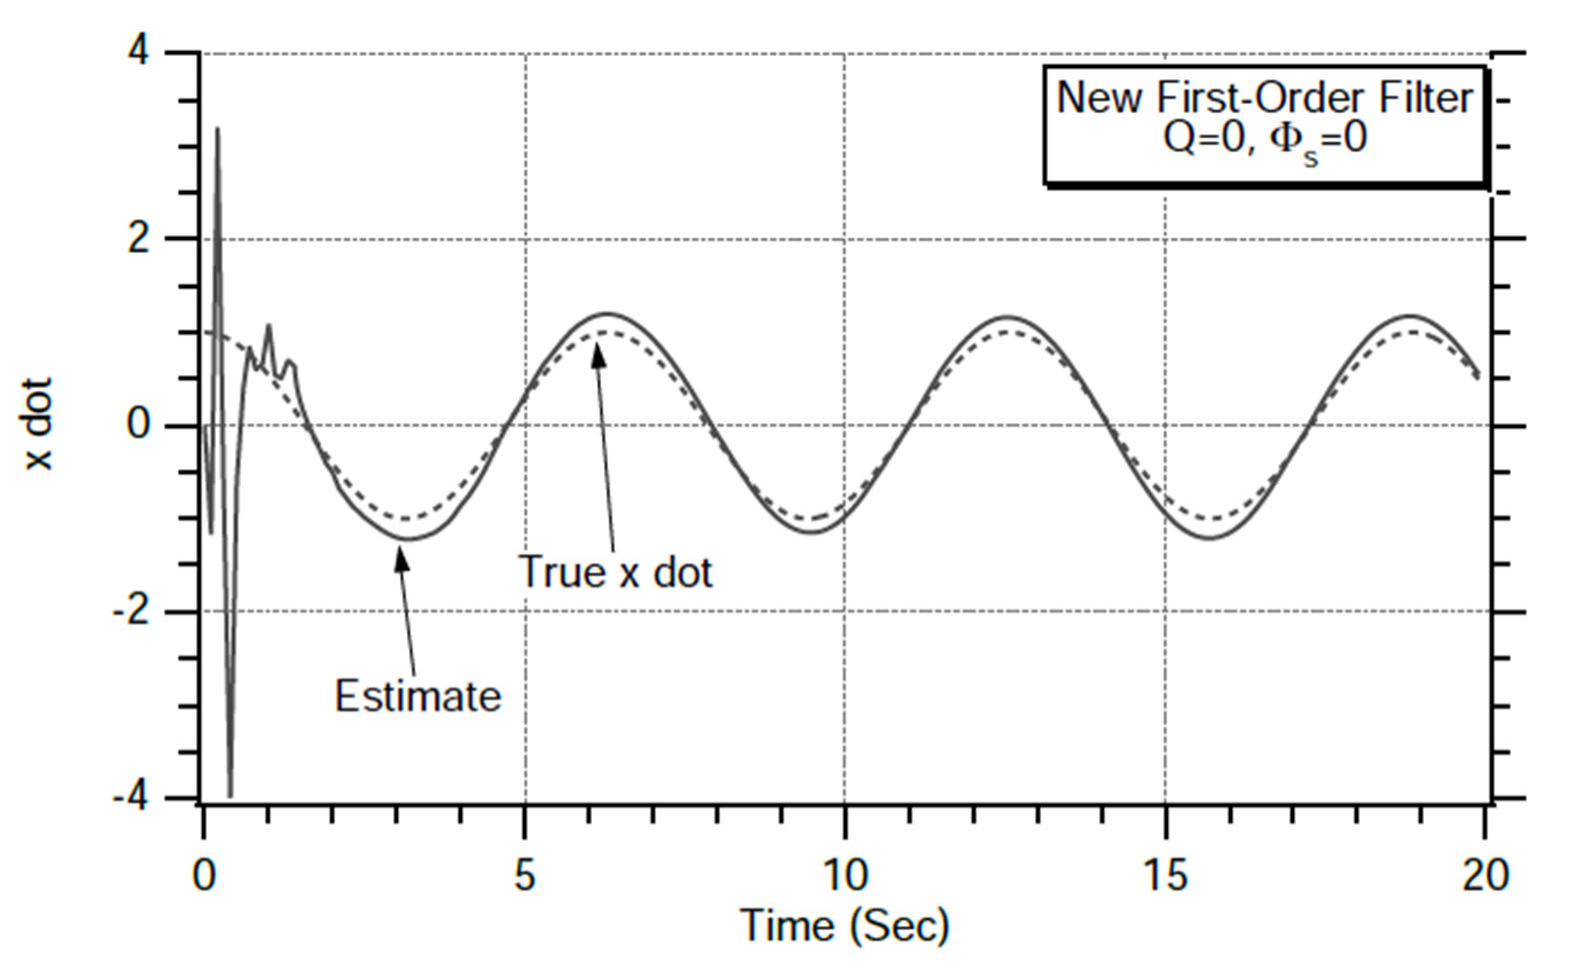 4
New First-Order Filter
Q=0, Φs=0
2
x dot
0
True x dot
-2
Estimate
-4
0 5 10 15 20
Time (Sec)